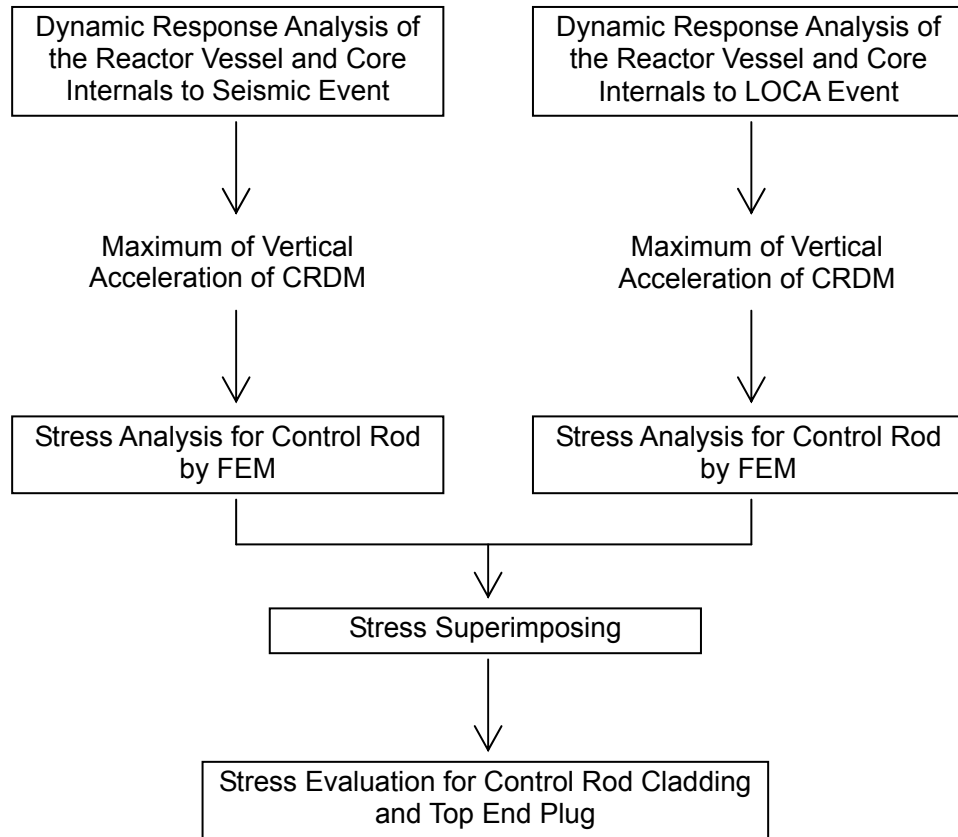 Dynamic Response Analysis of
the Reactor Vessel and Core
Internals to Seismic Event
Dynamic Response Analysis of
the Reactor Vessel and Core
Internals to LOCA Event
Maximum of Vertical
Acceleration of CRDM
Maximum of Vertical
Acceleration of CRDM
Stress Analysis for Control Rod
by FEM
Stress Analysis for Control Rod
by FEM
Stress Superimposing
Stress Evaluation for Control Rod Cladding
and Top End Plug